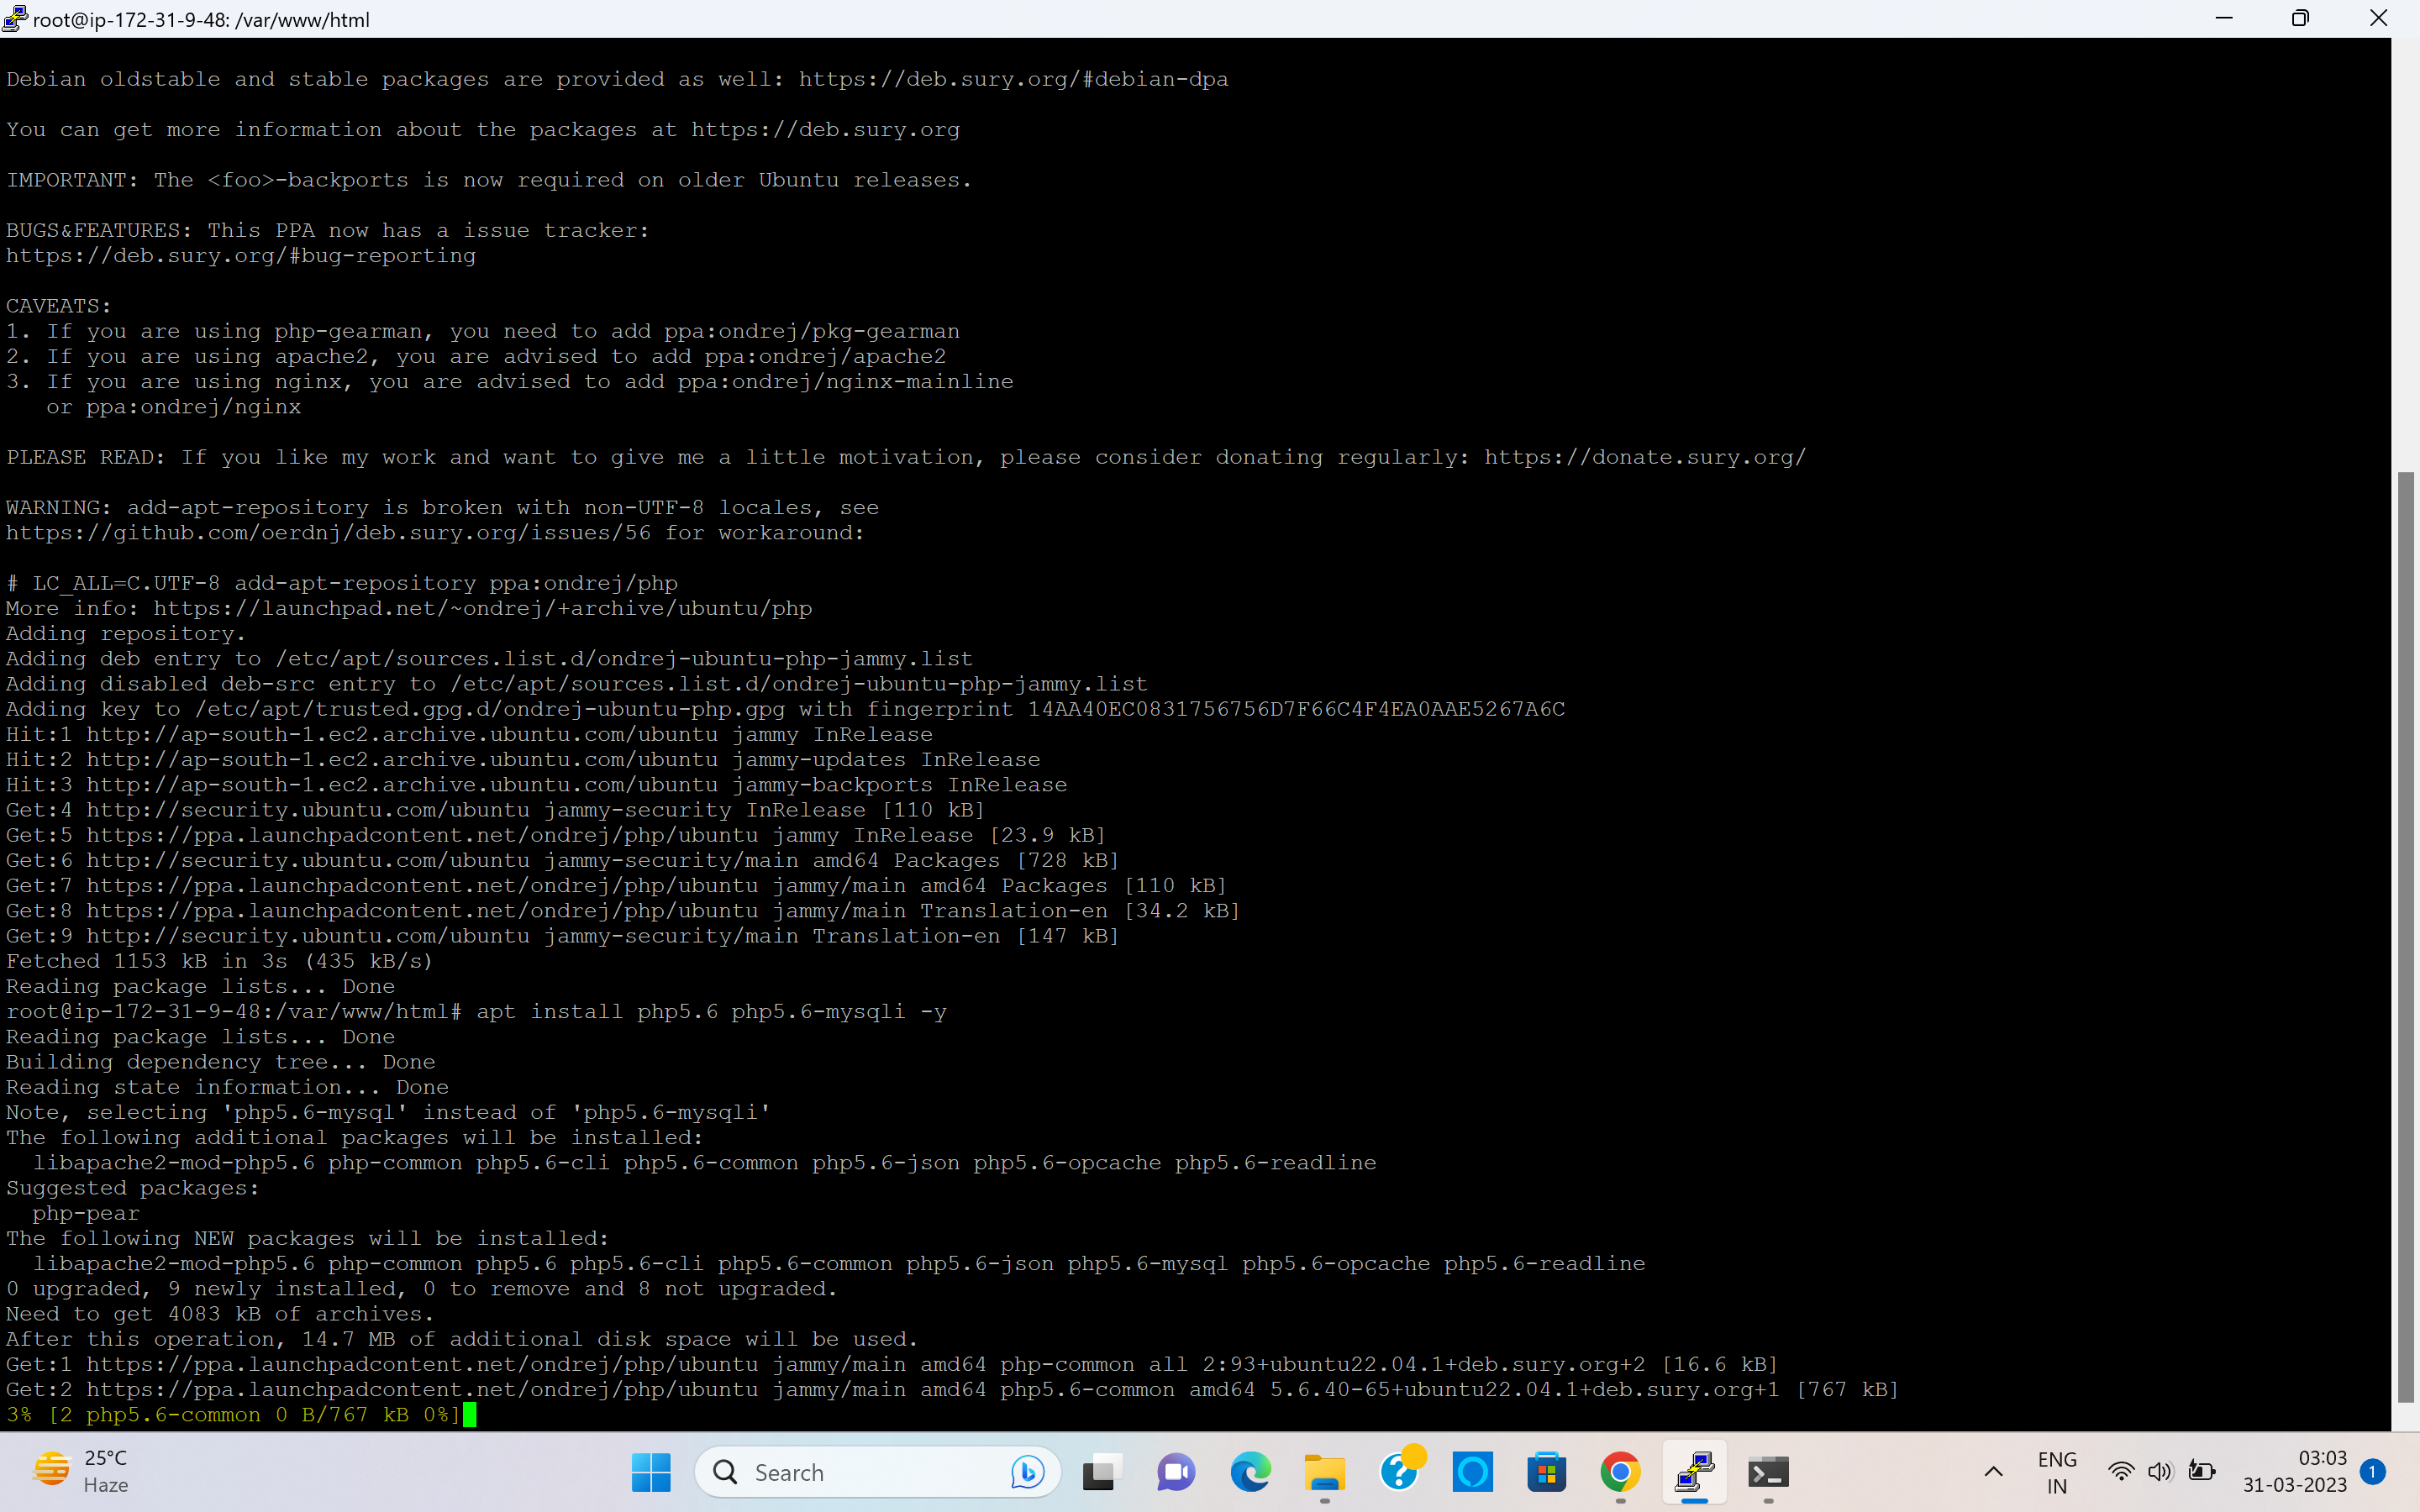 root@ip-172-31-9-48: /var/www/html
Debian oldstable and stable packages are provided as well: https://deb.sury.org/#debian-dpa
You can get more information about the packages at https://deb.sury.org
IMPORTANT: The <foo>-backports is now required on older Ubuntu releases.
BUGS&FEATURES: This PPA now has a issue tracker:
https://deb.sury.org/#bug-reporting
CAVEATS:
1. If you are using php-gearman, you need to add ppa:ondrej/pkg-gearman
2. If you are using apache2, you are advised to add ppa:ondrej/apache2
3. If you are using nginx, you are advised to add ppa:ondrej/nginx-mainline
   or ppa:ondrej/nginx
PLEASE READ: If you like my work and want to give me a little motivation, please consider donating regularly: https://donate.sury.org/
WARNING: add-apt-repository is broken with non-UTF-8 locales, see
https://github.com/oerdnj/deb.sury.org/issues/56 for workaround:
# LC_ALL=C.UTF-8 add-apt-repository ppa:ondrej/php
More info: https://launchpad.net/~ondrej/+archive/ubuntu/php
Adding repository.
Adding deb entry to /etc/apt/sources.list.d/ondrej-ubuntu-php-jammy.list
Adding disabled deb-src entry to /etc/apt/sources.list.d/ondrej-ubuntu-php-jammy.list
Adding key to /etc/apt/trusted.gpg.d/ondrej-ubuntu-php.gpg with fingerprint 14AA40EC0831756756D7F66C4F4EA0AAE5267A6C
Hit:1 http://ap-south-1.ec2.archive.ubuntu.com/ubuntu jammy InRelease
Hit:2 http://ap-south-1.ec2.archive.ubuntu.com/ubuntu jammy-updates InRelease
Hit:3 http://ap-south-1.ec2.archive.ubuntu.com/ubuntu jammy-backports InRelease
Get:4 http://security.ubuntu.com/ubuntu jammy-security InRelease [110 kB]
Get:5 https://ppa.launchpadcontent.net/ondrej/php/ubuntu jammy InRelease [23.9 kB]
Get:6 http://security.ubuntu.com/ubuntu jammy-security/main amd64 Packages [728 kB]
Get:7 https://ppa.launchpadcontent.net/ondrej/php/ubuntu jammy/main amd64 Packages [110 kB]
Get:8 https://ppa.launchpadcontent.net/ondrej/php/ubuntu jammy/main Translation-en [34.2 kB]
Get:9 http://security.ubuntu.com/ubuntu jammy-security/main Translation-en [147 kB]
Fetched 1153 kB in 3s (435 kB/s)
Reading package lists... Done
root@ip-172-31-9-48:/var/www/html# apt install php5.6 php5.6-mysqli -y
Reading package lists... Done
Building dependency tree... Done
Reading state information... Done
Note, selecting 'php5.6-mysql' instead of 'php5.6-mysqli'
The following additional packages will be installed:
  libapache2-mod-php5.6 php-common php5.6-cli php5.6-common php5.6-json php5.6-opcache php5.6-readline
Suggested packages:
  php-pear
The following NEW packages will be installed:
  libapache2-mod-php5.6 php-common php5.6 php5.6-cli php5.6-common php5.6-json php5.6-mysql php5.6-opcache php5.6-readline
0 upgraded, 9 newly installed, 0 to remove and 8 not upgraded.
Need to get 4083 kB of archives.
After this operation, 14.7 MB of additional disk space will be used.
Get:1 https://ppa.launchpadcontent.net/ondrej/php/ubuntu jammy/main amd64 php-common all 2:93+ubuntu22.04.1+deb.sury.org+2 [16.6 kB]
Get:2 https://ppa.launchpadcontent.net/ondrej/php/ubuntu jammy/main amd64 php5.6-common amd64 5.6.40-65+ubuntu22.04.1+deb.sury.org+1 [767 kB]
3% [2 php5.6-common 0 B/767 kB 0%]
25°C
Haze
Search
ENG
IN
03:03
31-03-2023
1